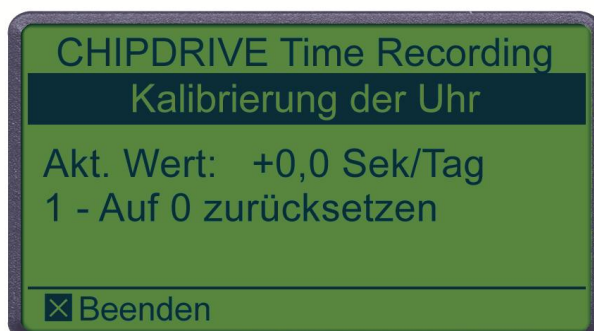 CHIPDRIVE Time Recording
Kalibrierung der Uhr
Akt. Wert: +0,0 Sek/Tag
1 - Auf 0 zurücksetzen
Beenden